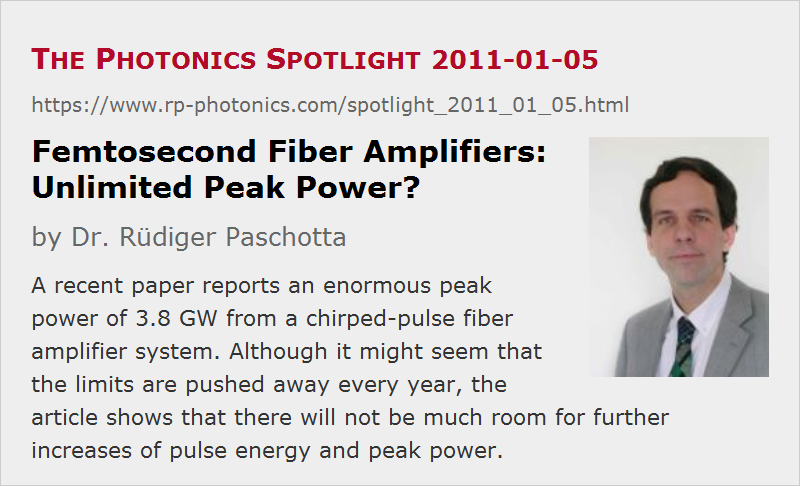 The Photonics Spotlight 2011-01-05
https://www.rp-photonics.com/spotlight_2011_01_05.html
Femtosecond Fiber Amplifiers:
Unlimited Peak Power?
by Dr. Rüdiger Paschotta
A recent paper reports an enormous peak
power of 3.8 GW from a chirped-pulse fiber
amplifier system. Although it might seem that
the limits are pushed away every year, the
article shows that there will not be much room for further
increases of pulse energy and peak power.